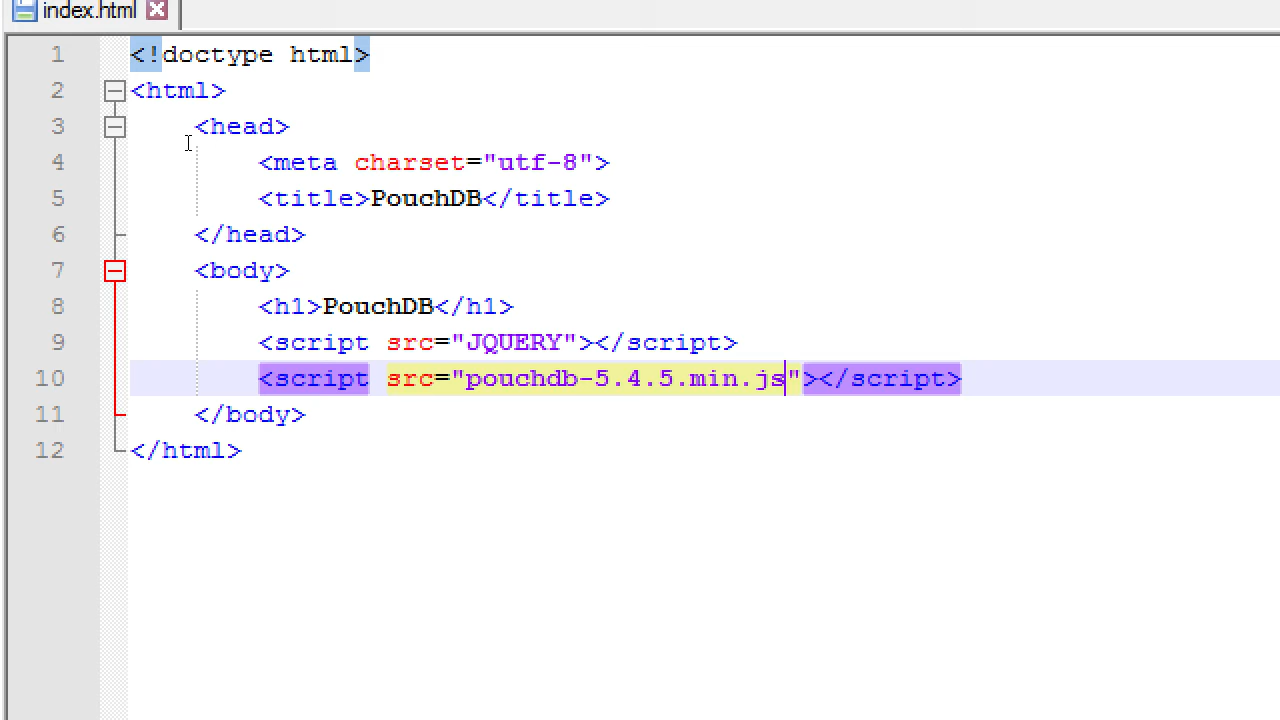 index.html
1 <!doctype html>
2 <html>
3 <head>
4 <meta charset="utf-8">
5 <title>PouchDB</title>
6 </head>
7 <body>
8 <h1>PouchDB</h1>
9 <script src="JQUERY"></script>
10 <script src="pouchdb-5.4.5.min.js"></script>
11 </body>
12 </html>